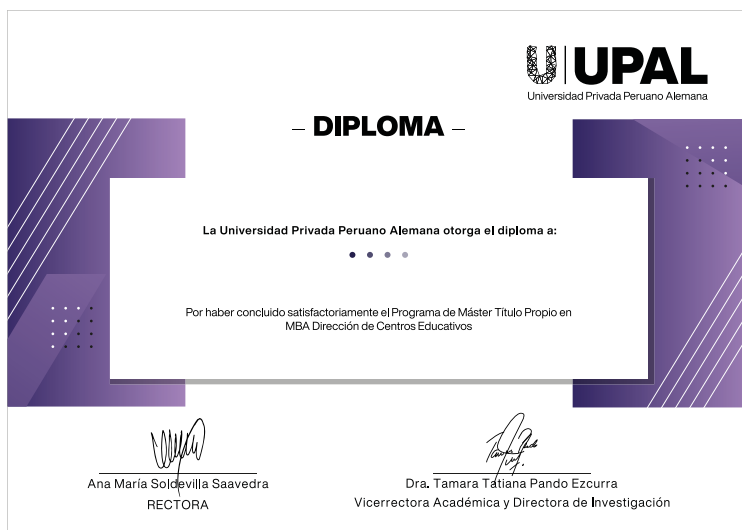 UPAL
Universidad Privada Peruano Alemana
– DIPLOMA –
La Universidad Privada Peruano Alemana otorga el diploma a:
Por haber concluido satisfactoriamente el Programa de Máster Título Propio en
MBA Dirección de Centros Educativos
Ana María Soldevilla Saavedra
RECTORA
Dra. Tamara Tatiana Pando Ezcurra
Vicerrectora Académica y Directora de Investigación